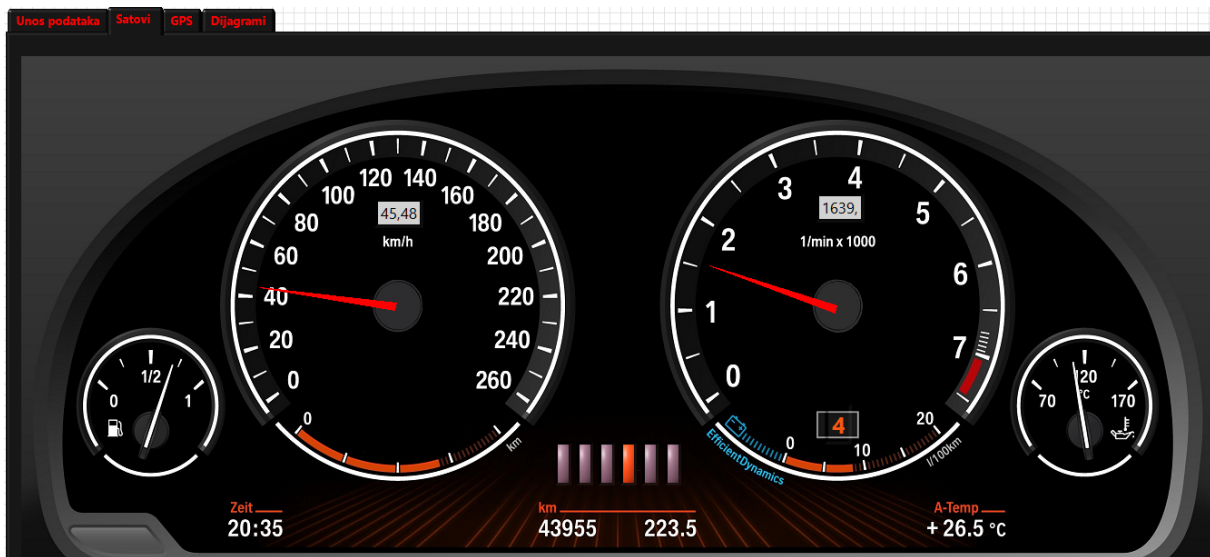 Unos podataka Satovi GPS Dijagrami
0 20 40 60 80 100 120 140 160 180 200 220 240 260
45,48
km/h
0 km
0 1 2 3 4 5 6 7
1639,
1/min x 1000
4
0 10 20
l/100km
EfficientDynamics
0 1/2 1
70 120 170
°C
Zeit
20:35
km
43955 223.5
A-Temp
+ 26.5 °C